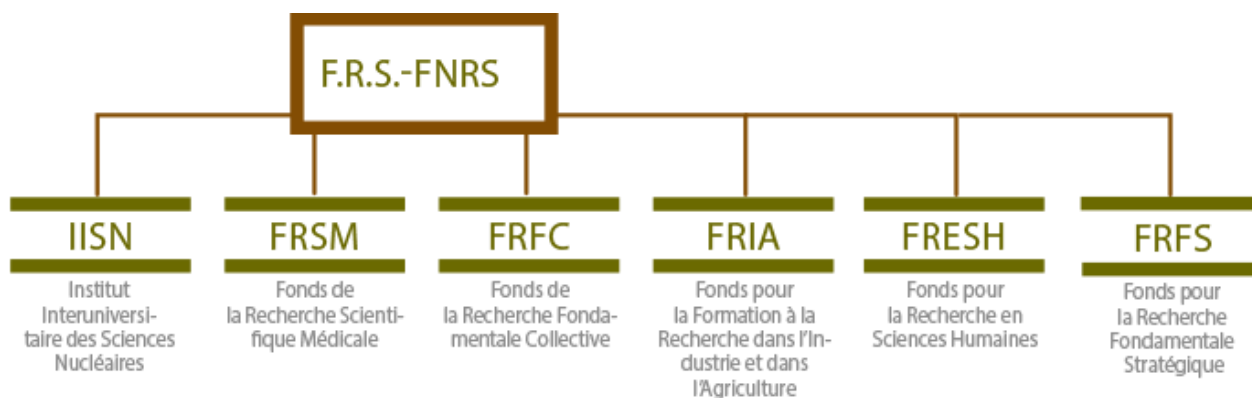 F.R.S.-FNRS
IISN
Institut
Interuniversi-
taire des Sciences
Nucléaires
FRSM
Fonds de
la Recherche Scienti-
fique Médicale
FRFC
Fonds de
la Recherche Fonda-
mentale Collective
FRIA
Fonds pour
la Formation à la
Recherche dans l'In-
dustrie et dans
l'Agriculture
FRESH
Fonds pour
la Recherche en
Sciences Humaines
FRFS
Fonds pour
la Recherche
Fondamentale
Stratégique